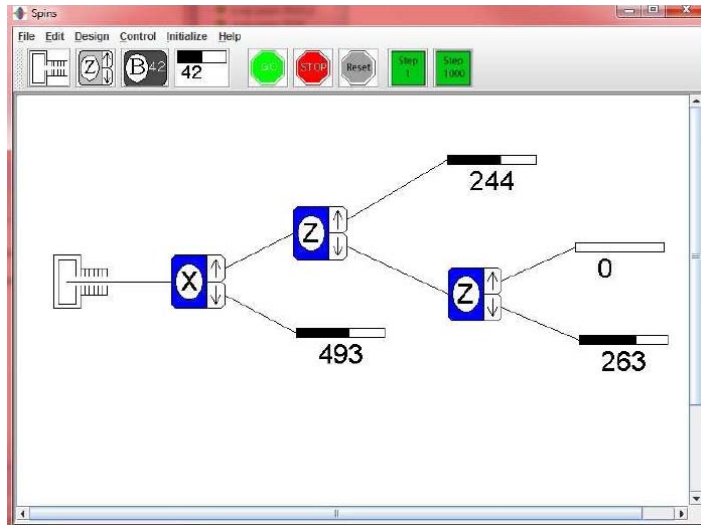 Spins
File Edit Design Control Initialize Help
Z B 42 42 GO STOP Reset Step 1 Step 1000
244
Z
0
X
Z
493
263